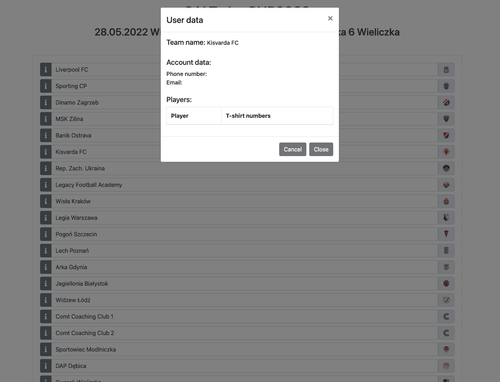 User data
×
Team name: Kisvarda FC
Account data:
Phone number:
Email:
Players:
Player T-shirt numbers
Cancel Close
28.05.2022
6 Wieliczka
Liverpool FC
Sporting CP
Dinamo Zagrzeb
MSK Zilina
Banik Ostrava
Kisvarda FC
Rep. Zach. Ukraina
Legacy Football Academy
Wisła Kraków
Legia Warszawa
Pogoń Szczecin
Lech Poznań
Arka Gdynia
Jagiellonia Białystok
Widzew Łódź
Comt Coaching Club 1
Comt Coaching Club 2
Sportowiec Modlniczka
DAP Dębica